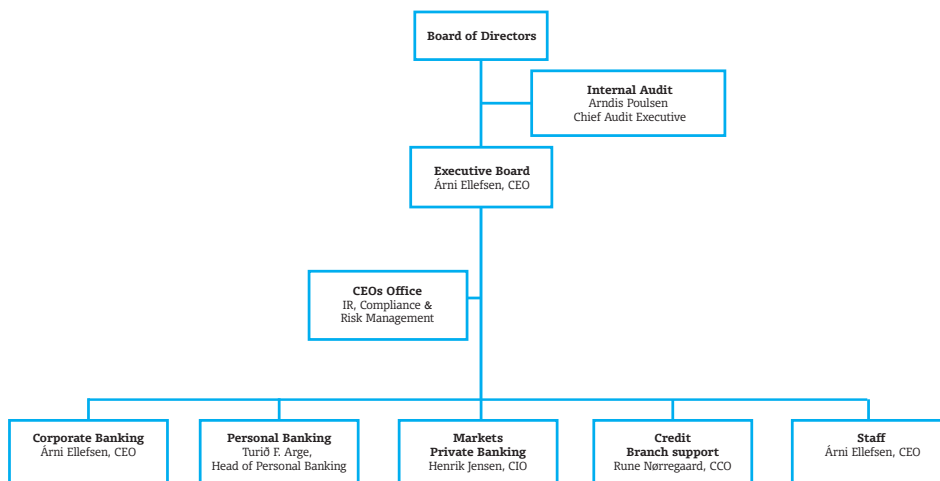 Board of Directors
Internal Audit
Arndis Poulsen
Chief Audit Executive
Executive Board
Árni Ellefsen, CEO
CEOs Office
IR, Compliance &
Risk Management
Corporate Banking
Árni Ellefsen, CEO
Personal Banking
Turið F. Arge,
Head of Personal Banking
Markets
Private Banking
Henrik Jensen, CIO
Credit
Branch support
Rune Nørregaard, CCO
Staff
Árni Ellefsen, CEO